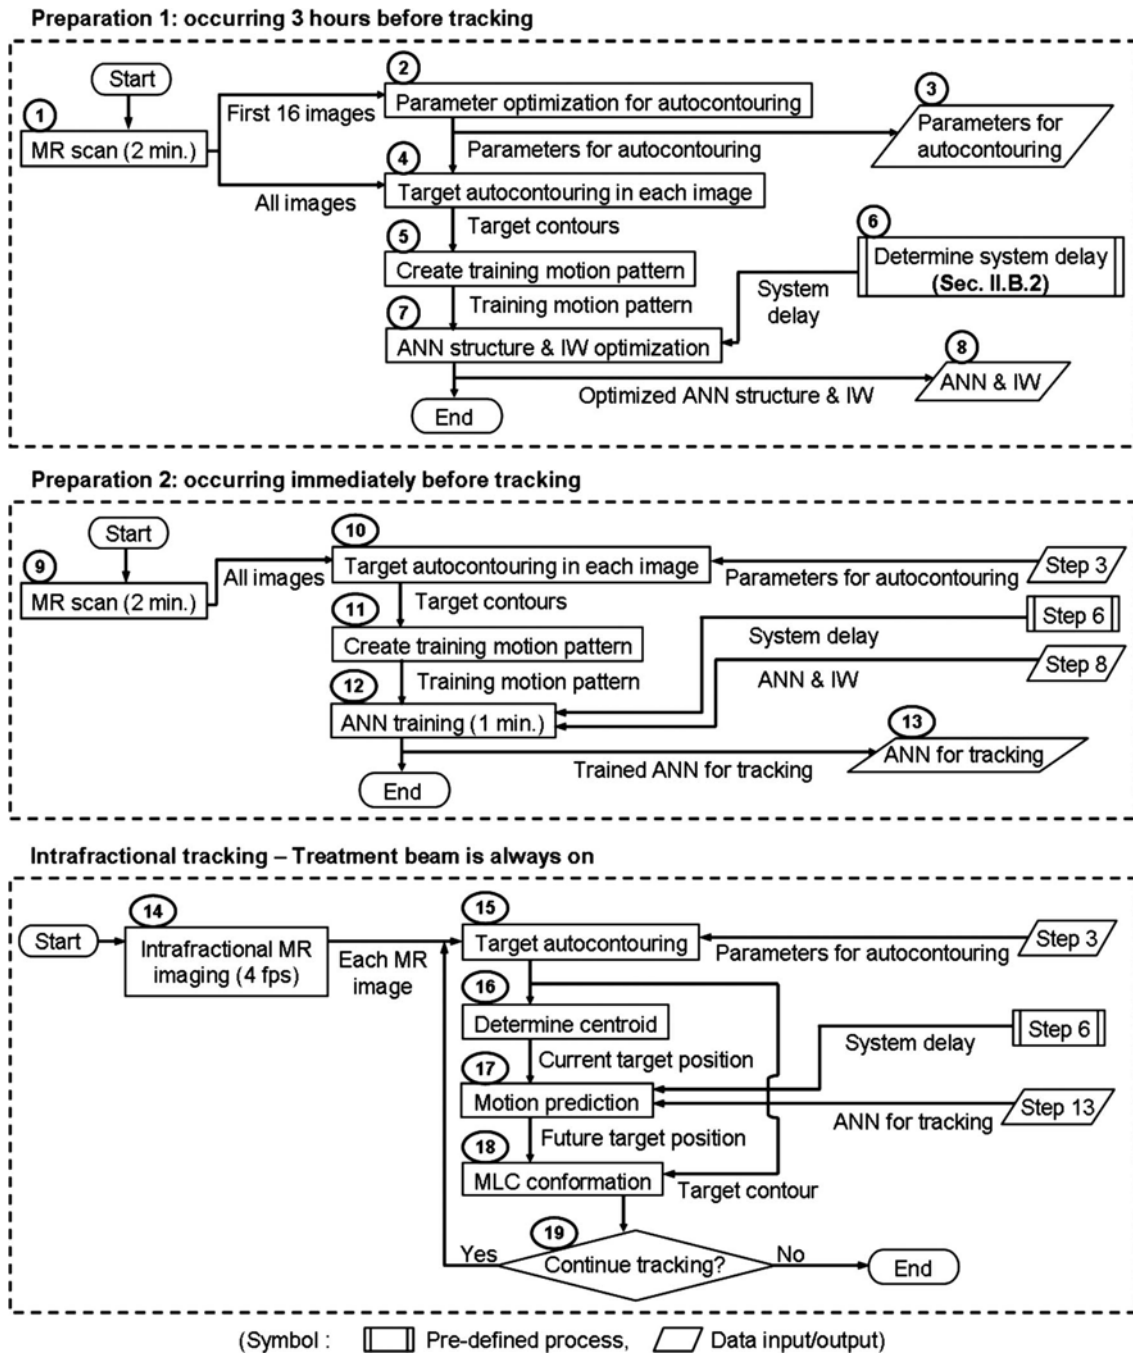 Preparation 1: occurring 3 hours before tracking
Start
1
MR scan (2 min.)
First 16 images
All images
2
Parameter optimization for autocontouring
Parameters for autocontouring
3
Parameters for
autocontouring
4
Target autocontouring in each image
Target contours
5
Create training motion pattern
Training motion pattern
6
Determine system delay
(Sec. II.B.2)
System
delay
7
ANN structure & IW optimization
Optimized ANN structure & IW
8
ANN & IW
End
Preparation 2: occurring immediately before tracking
Start
9
MR scan (2 min.)
All images
10
Target autocontouring in each image
Parameters for autocontouring
Step 3
Target contours
11
Create training motion pattern
System delay
Step 6
Training motion pattern
ANN & IW
Step 8
12
ANN training (1 min.)
Trained ANN for tracking
13
ANN for tracking
End
Intrafractional tracking – Treatment beam is always on
Start
14
Intrafractional MR
imaging (4 fps)
Each MR
image
15
Target autocontouring
Parameters for autocontouring
Step 3
16
Determine centroid
Current target position
System delay
Step 6
17
Motion prediction
ANN for tracking
Step 13
Future target position
18
MLC conformation
Target contour
19
Continue tracking?
Yes
No
End
(Symbol : Pre-defined process, Data input/output)